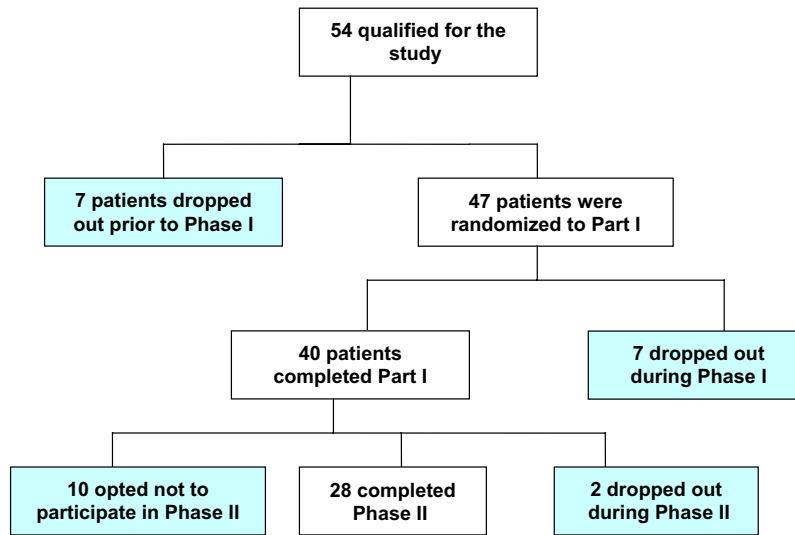 54 qualified for the
study
7 patients dropped
out prior to Phase I
47 patients were
randomized to Part I
40 patients
completed Part I
7 dropped out
during Phase I
10 opted not to
participate in Phase II
28 completed
Phase II
2 dropped out
during Phase II